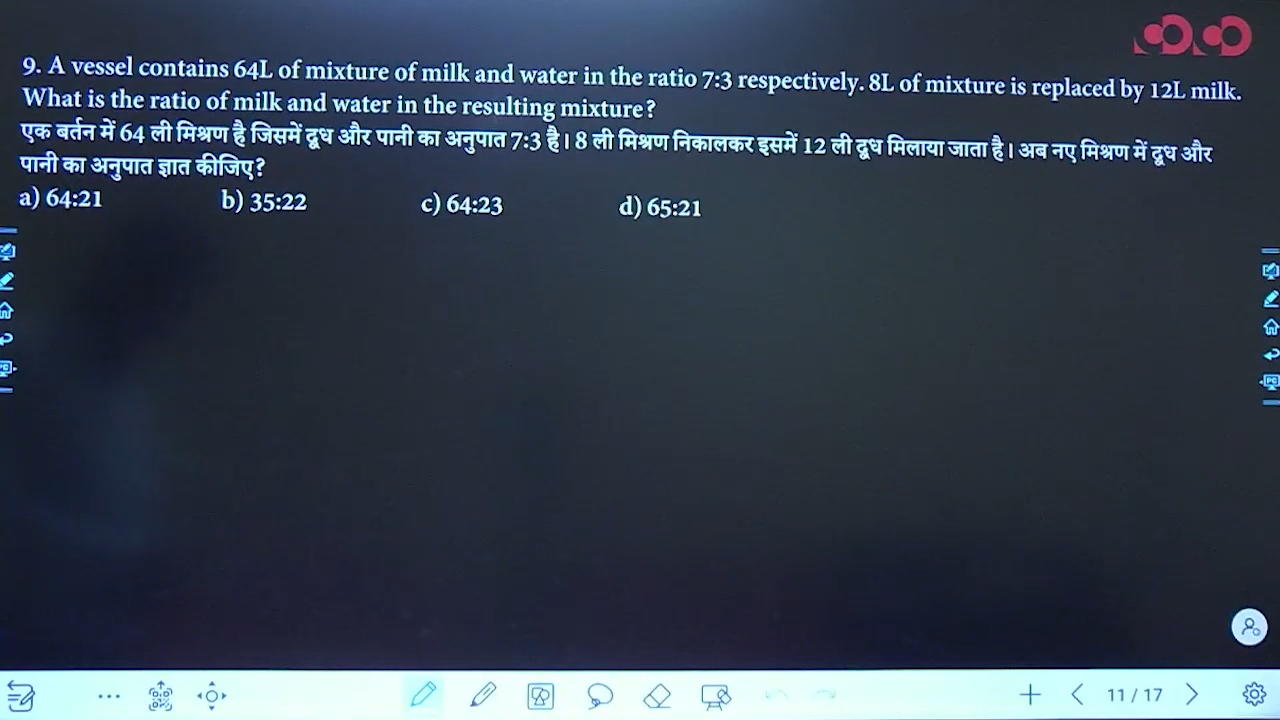 9. A vessel contains 64L of mixture of milk and water in the ratio 7:3 respectively. 8L of mixture is replaced by 12L milk.
What is the ratio of milk and water in the resulting mixture?
एक बर्तन में 64 ली मिश्रण है जिसमें दूध और पानी का अनुपात 7:3 है। 8 ली मिश्रण निकालकर इसमें 12 ली दूध मिलाया जाता है। अब नए मिश्रण में दूध और
पानी का अनुपात ज्ञात कीजिए?
a) 64:21 b) 35:22 c) 64:23 d) 65:21
11 / 17